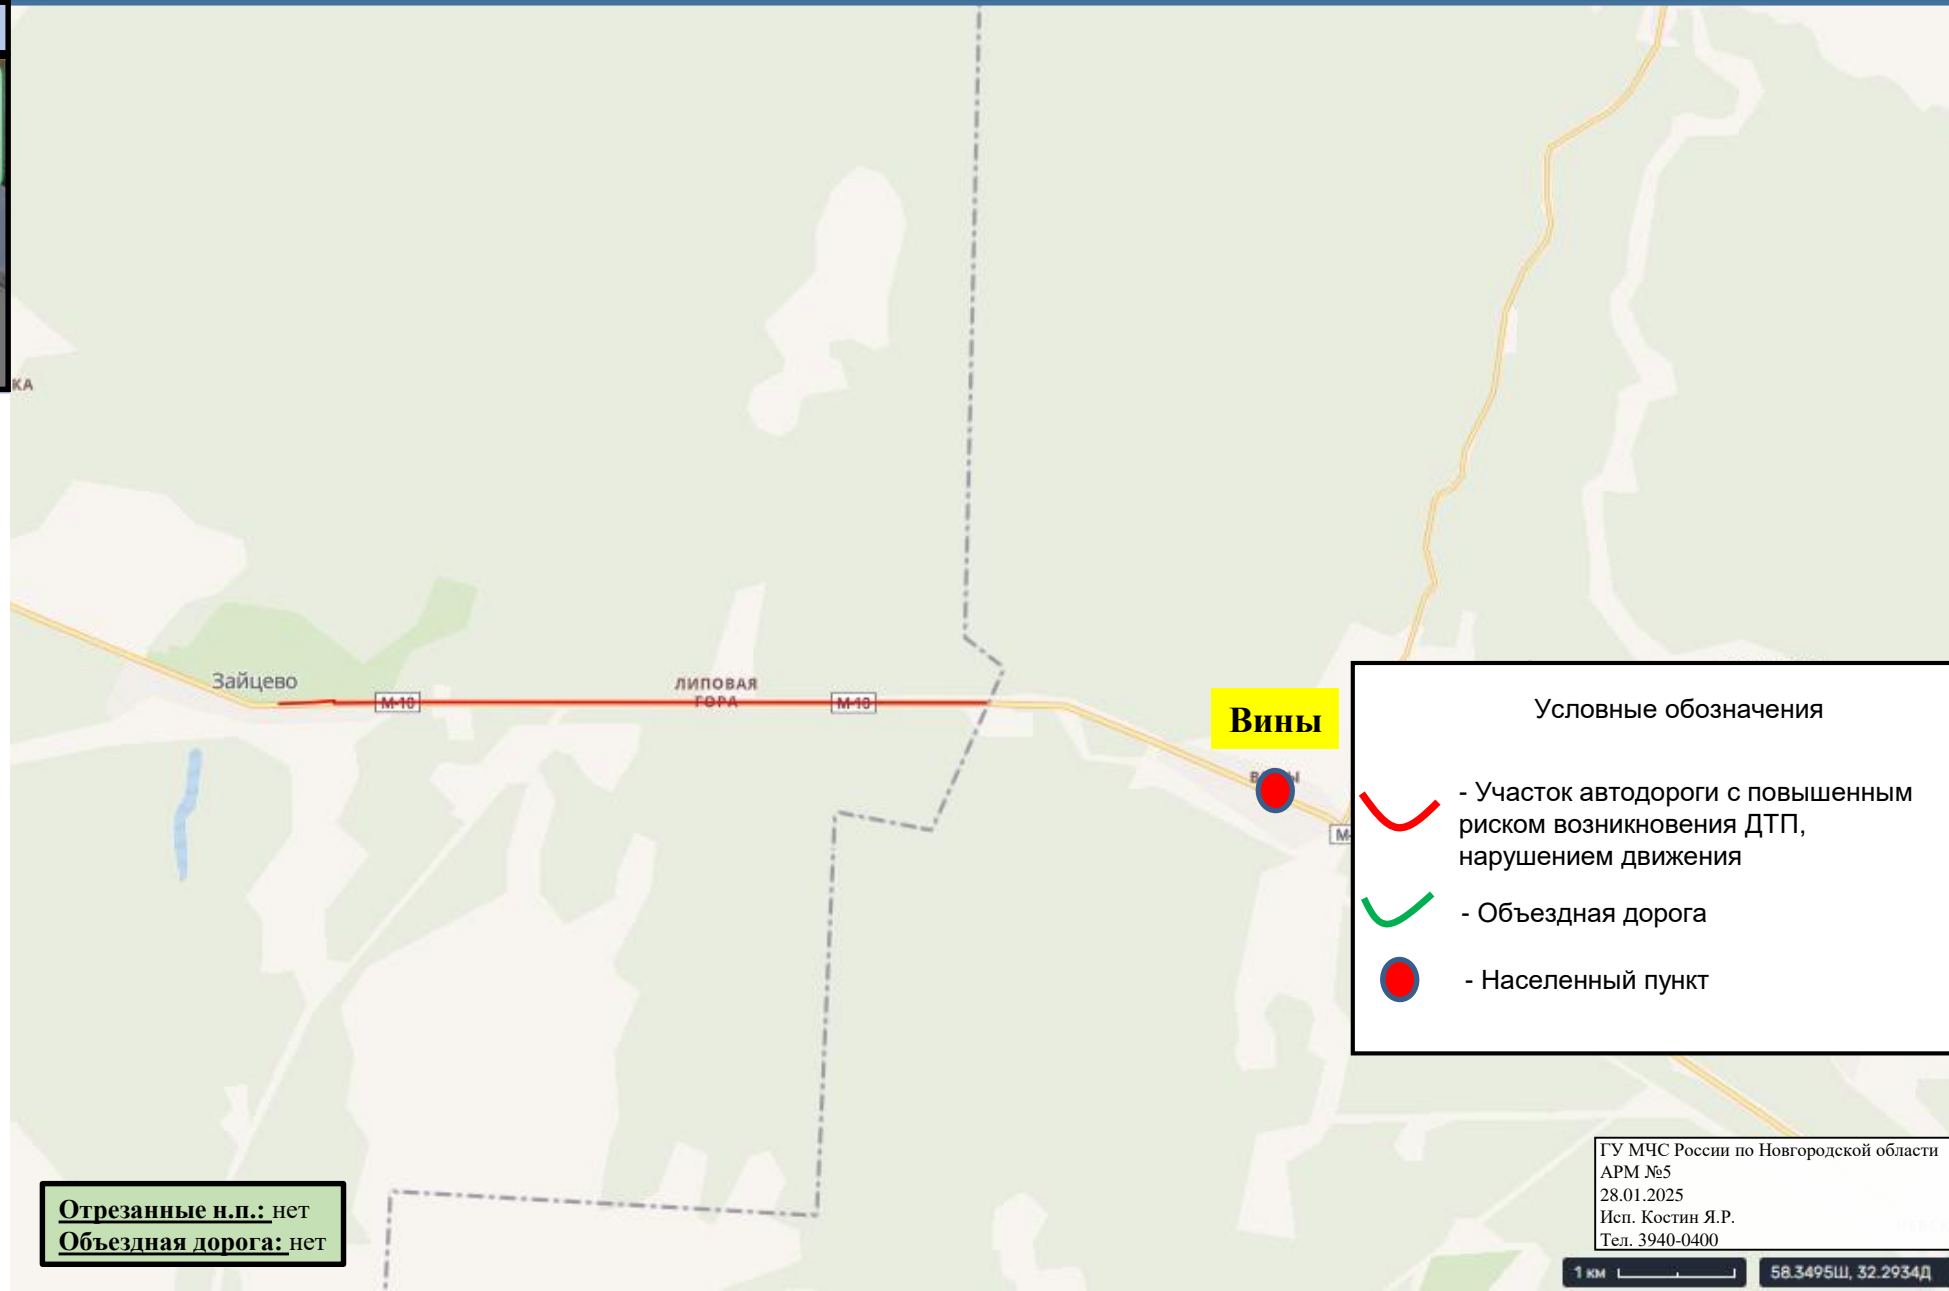 КА
Зайцево
М-10
ЛИПОВАЯ
ГОРА
М-10
Вины
Условные обозначения
- Участок автодороги с повышенным
риском возникновения ДТП,
нарушением движения
- Объездная дорога
- Населенный пункт
Отрезанные н.п.: нет
Объездная дорога: нет
ГУ МЧС России по Новгородской области
АРМ №5
28.01.2025
Исп. Костин Я.Р.
Тел. 3940-0400
1 км
58.3495Ш, 32.2934Д